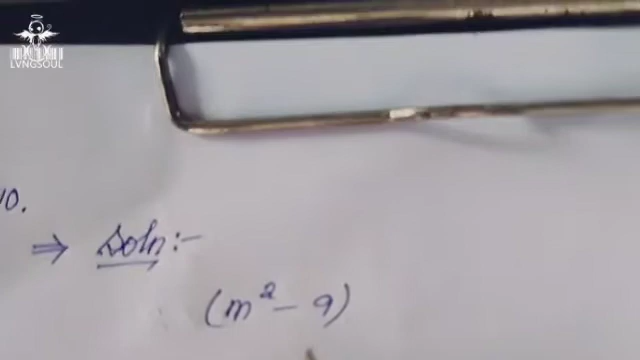 LVNGSOUL
10.
⇒ Soln:-
(m² - 9)